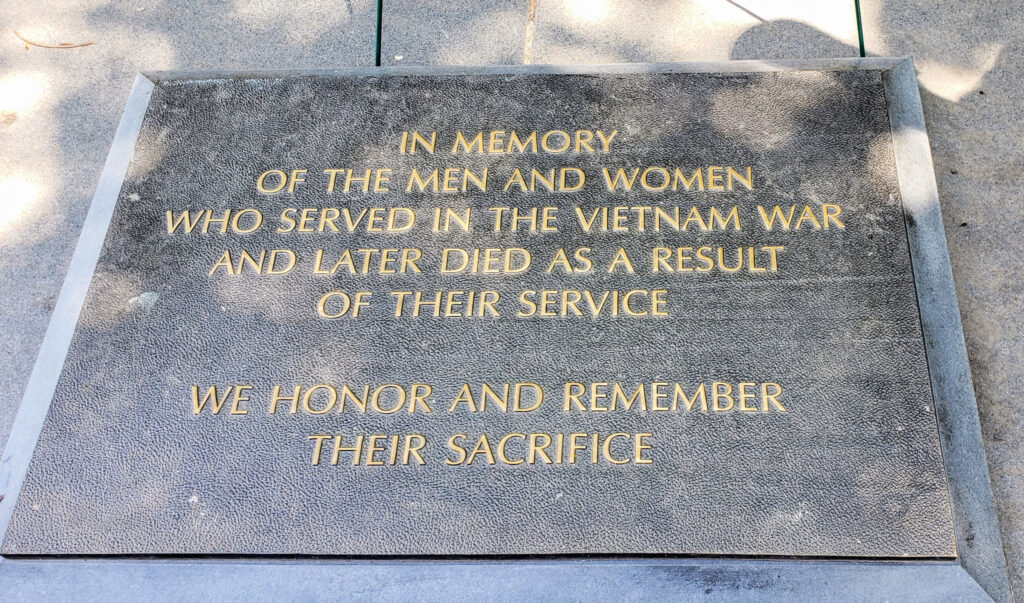 IN MEMORY
OF THE MEN AND WOMEN
WHO SERVED IN THE VIETNAM WAR
AND LATER DIED AS A RESULT
OF THEIR SERVICE
WE HONOR AND REMEMBER
THEIR SACRIFICE